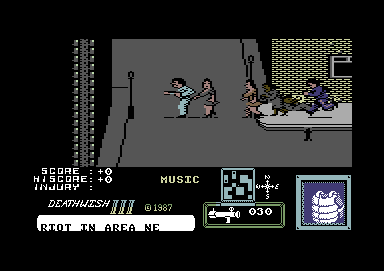 SCORE : +0
HISCORE : +0
INJURY :
MUSIC
N
W E
S
DEATHWISH III
©1987
030
RIOT IN AREA NE